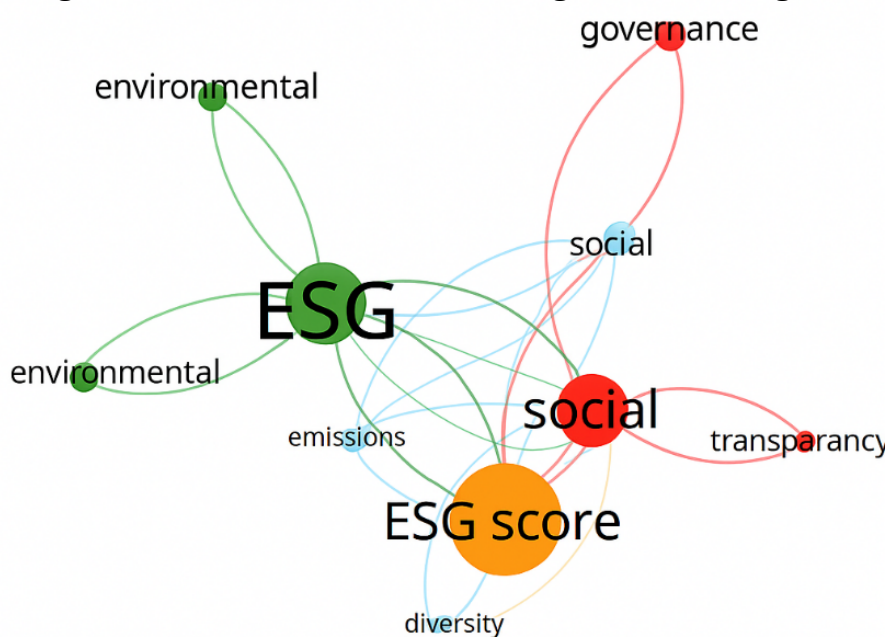 governance
environmental
social
ESG
environmental
social
emissions
transparancy
ESG score
diversity